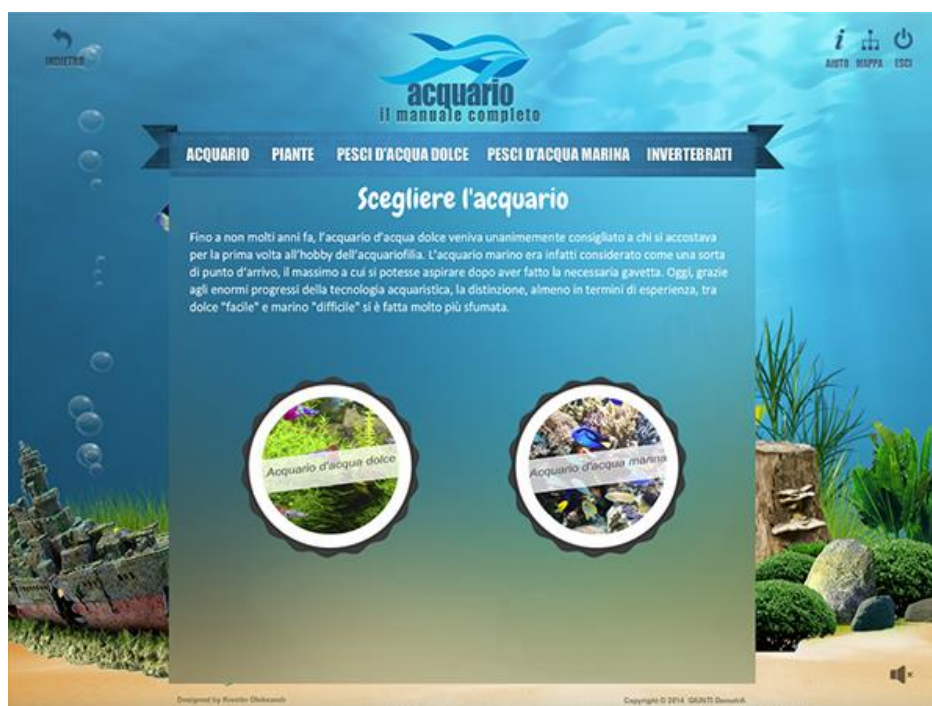 INDIETRO
AIUTO MAPPA ESCI
acquario
il manuale completo
ACQUARIO PIANTE PESCI D'ACQUA DOLCE PESCI D'ACQUA MARINA INVERTEBRATI
Scegliere l'acquario
Fino a non molti anni fa, l'acquario d'acqua dolce veniva unanimemente consigliato a chi si accostava
per la prima volta all'hobby dell'acquariofilia. L'acquario marino era infatti considerato come una sorta
di punto d'arrivo, il massimo a cui si potesse aspirare dopo aver fatto la necessaria gavetta. Oggi, grazie
agli enormi progressi della tecnologia acquaristica, la distinzione, almeno in termini di esperienza, tra
dolce "facile" e marino "difficile" si è fatta molto più sfumata.
Acquario d'acqua dolce
Acquario d'acqua marina
Designed by
Copyright © 2014 GIUNTI Demetra